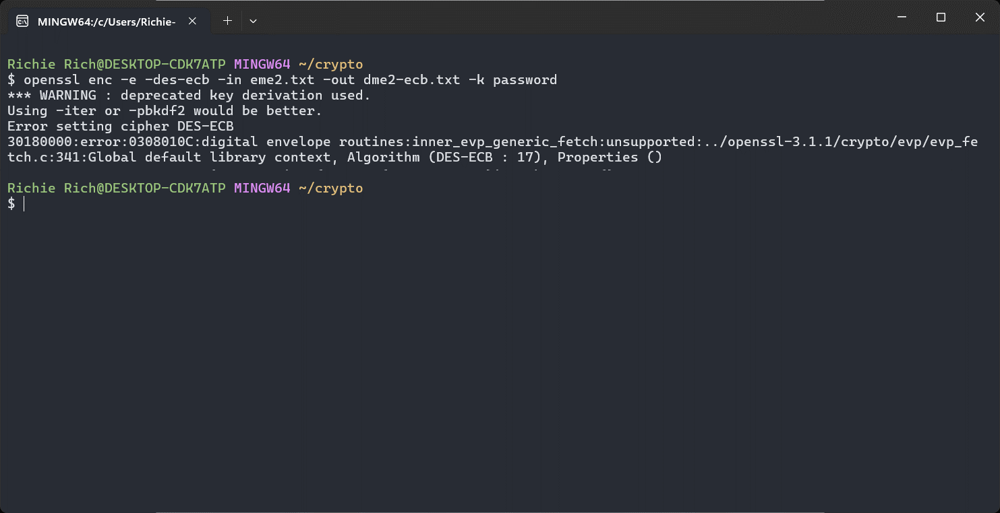 MINGW64:/c/Users/Richie-
Richie Rich@DESKTOP-CDK7ATP MINGW64 ~/crypto
$ openssl enc -e -des-ecb -in eme2.txt -out dme2-ecb.txt -k password
*** WARNING : deprecated key derivation used.
Using -iter or -pbkdf2 would be better.
Error setting cipher DES-ECB
30180000:error:0308010C:digital envelope routines:inner_evp_generic_fetch:unsupported:../openssl-3.1.1/crypto/evp/evp_fe
tch.c:341:Global default library context, Algorithm (DES-ECB : 17), Properties ()
Richie Rich@DESKTOP-CDK7ATP MINGW64 ~/crypto
$